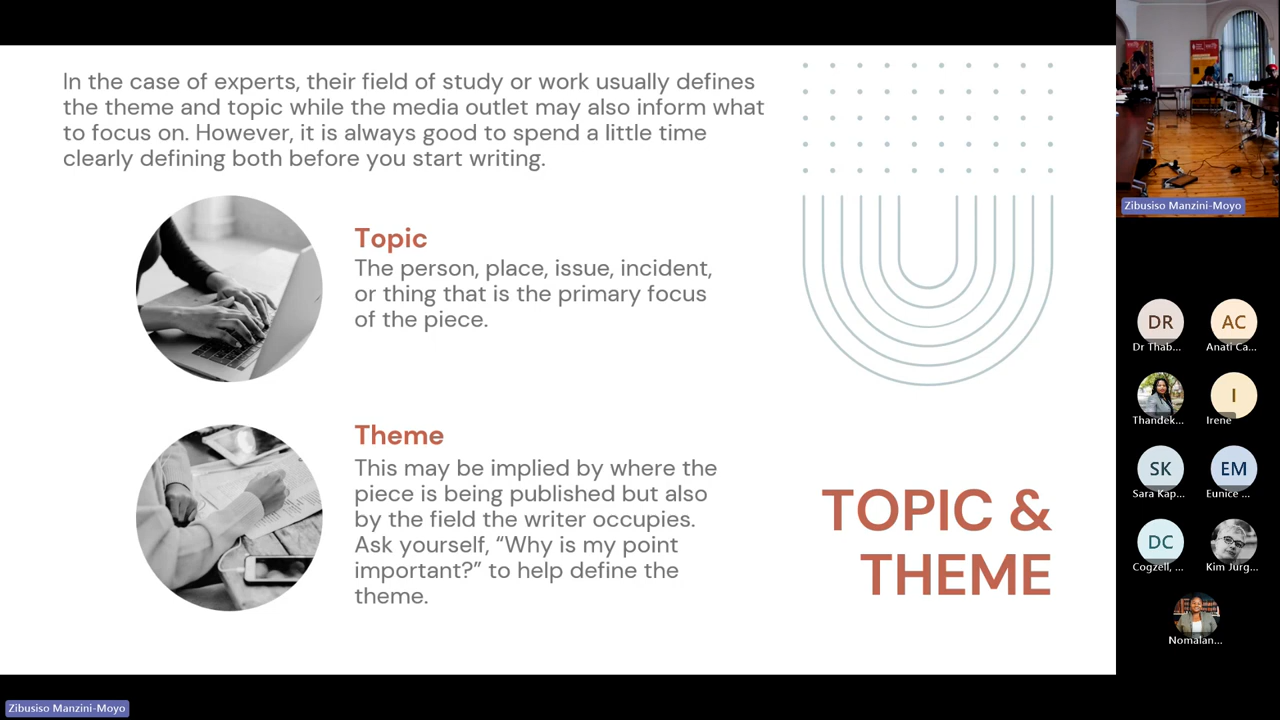 In the case of experts, their field of study or work usually defines
the theme and topic while the media outlet may also inform what
to focus on. However, it is always good to spend a little time
clearly defining both before you start writing.
Topic
The person, place, issue, incident,
or thing that is the primary focus
of the piece.
Theme
This may be implied by where the
piece is being published but also
by the field the writer occupies.
Ask yourself, “Why is my point
important?” to help define the
theme.
TOPIC &
THEME
Zibusiso Manzini-Moyo
DR
Dr Thab...
AC
Anati Ca...
Thandek...
I
Irene
SK
Sara Kap...
EM
Eunice ...
DC
Cogzell, ...
Kim Jurg...
Nomalan...
Zibusiso Manzini-Moyo